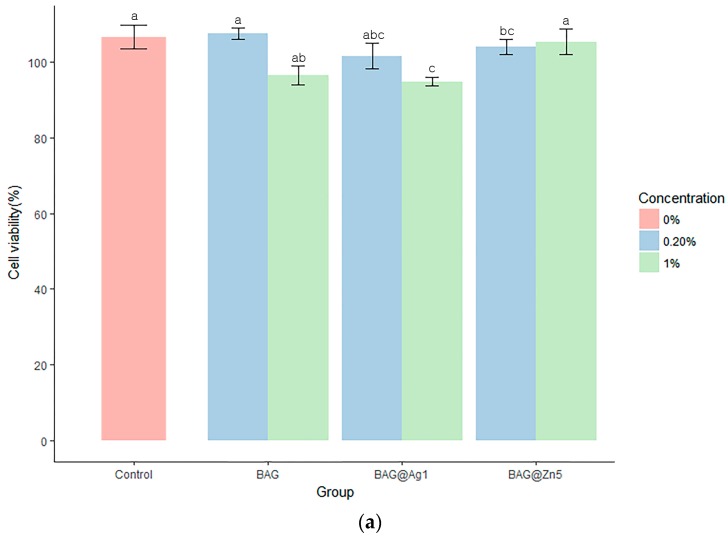 a
a
ab
abc
c
bc
a
100
80
60
40
20
0
Cell viability(%)
Control
BAG
BAG@Ag1
BAG@Zn5
Group
Concentration
0%
0.20%
1%
(a)